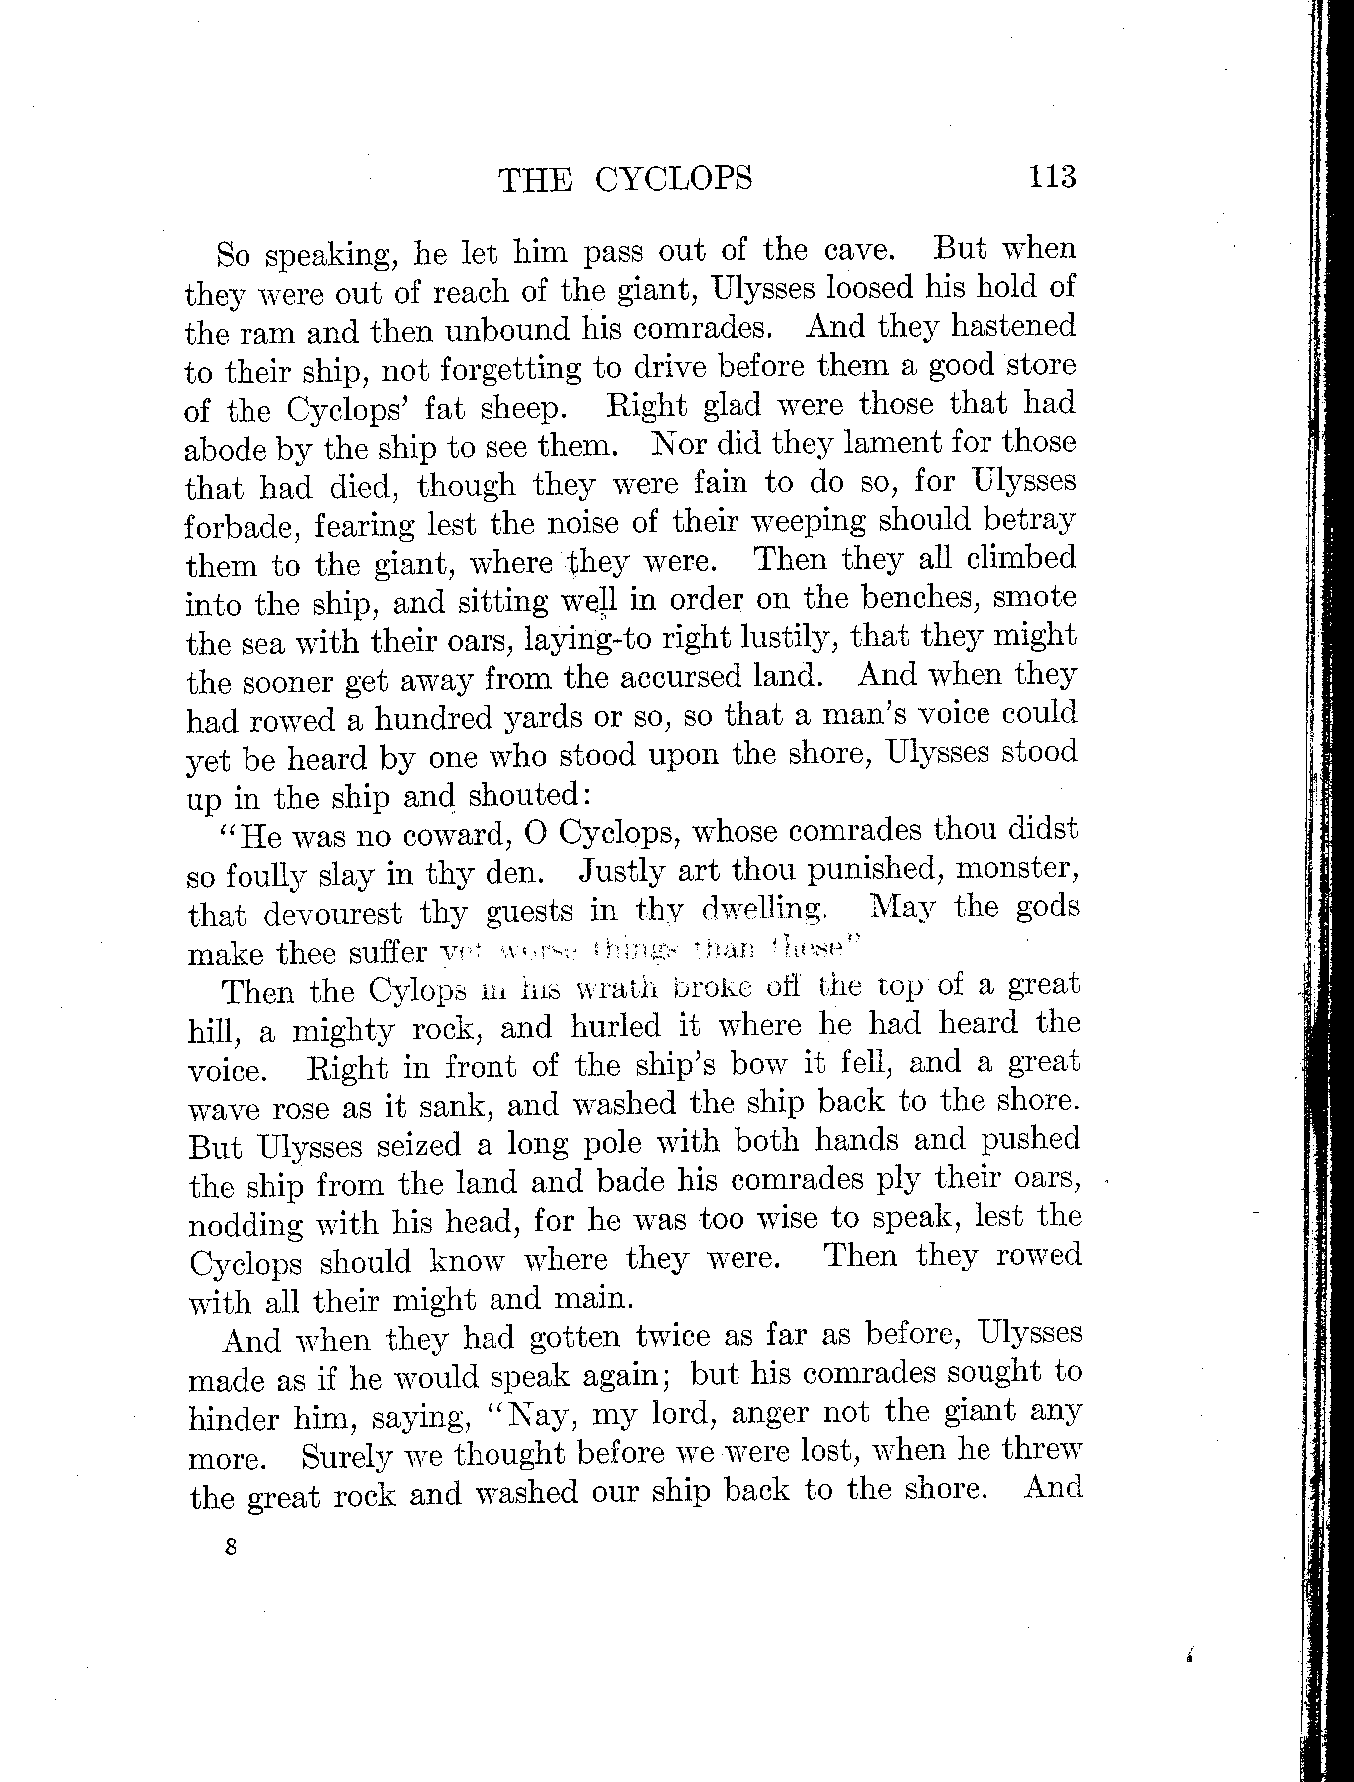 THE CYCLOPS 113
So speaking, he let him pass out of the cave. But when
they were out of reach of the giant, Ulysses loosed his hold of
the ram and then unbound his comrades. And they hastened
to their ship, not forgetting to drive before them a good store
of the Cyclops' fat sheep. Right glad were those that had
abode by the ship to see them. Nor did they lament for those
that had died, though they were fain to do so, for Ulysses
forbade, fearing lest the noise of their weeping should betray
them to the giant, where they were. Then they all climbed
into the ship, and sitting well in order on the benches, smote
the sea with their oars, laying-to right lustily, that they might
the sooner get away from the accursed land. And when they
had rowed a hundred yards or so, so that a man's voice could
yet be heard by one who stood upon the shore, Ulysses stood
up in the ship and shouted:
"He was no coward, O Cyclops, whose comrades thou didst
so foully slay in thy den. Justly art thou punished, monster,
that devourest thy guests in thy dwelling. May the gods
make thee suffer yet worse things than these"
Then the Cylops in his wrath broke off the top of a great
hill, a mighty rock, and hurled it where he had heard the
voice. Right in front of the ship's bow it fell, and a great
wave rose as it sank, and washed the ship back to the shore.
But Ulysses seized a long pole with both hands and pushed
the ship from the land and bade his comrades ply their oars,
nodding with his head, for he was too wise to speak, lest the
Cyclops should know where they were. Then they rowed
with all their might and main.
And when they had gotten twice as far as before, Ulysses
made as if he would speak again; but his comrades sought to
hinder him, saying, "Nay, my lord, anger not the giant any
more. Surely we thought before we were lost, when he threw
the great rock and washed our ship back to the shore. And
8